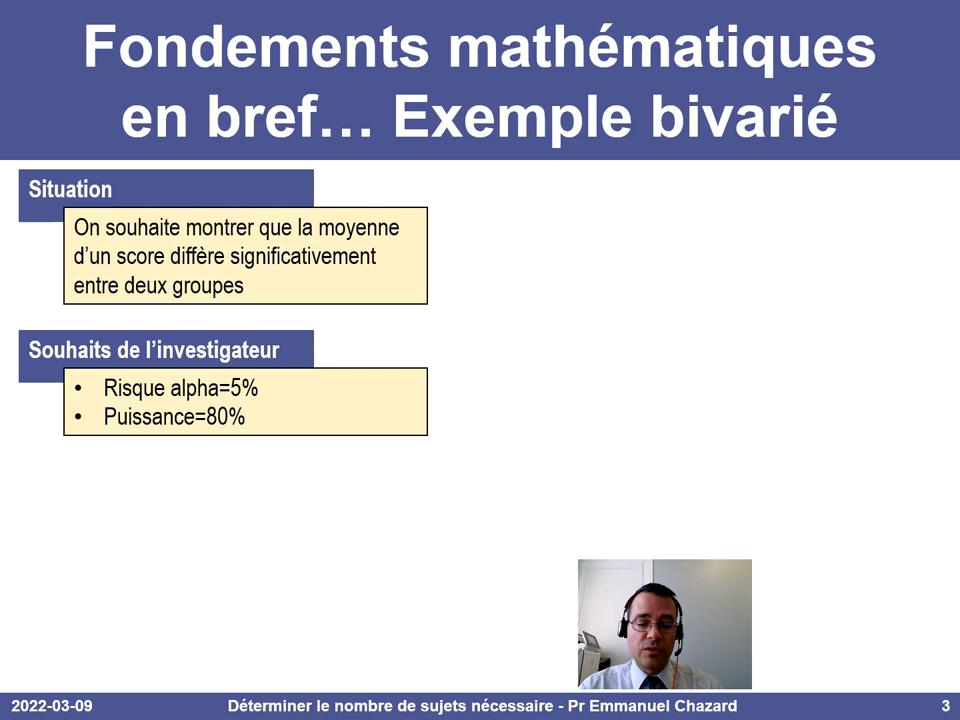 Fondements mathématiques
en bref… Exemple bivarié
Situation
On souhaite montrer que la moyenne
d’un score diffère significativement
entre deux groupes
Souhaits de l’investigateur
• Risque alpha=5%
• Puissance=80%
2022-03-09 Déterminer le nombre de sujets nécessaire - Pr Emmanuel Chazard 3